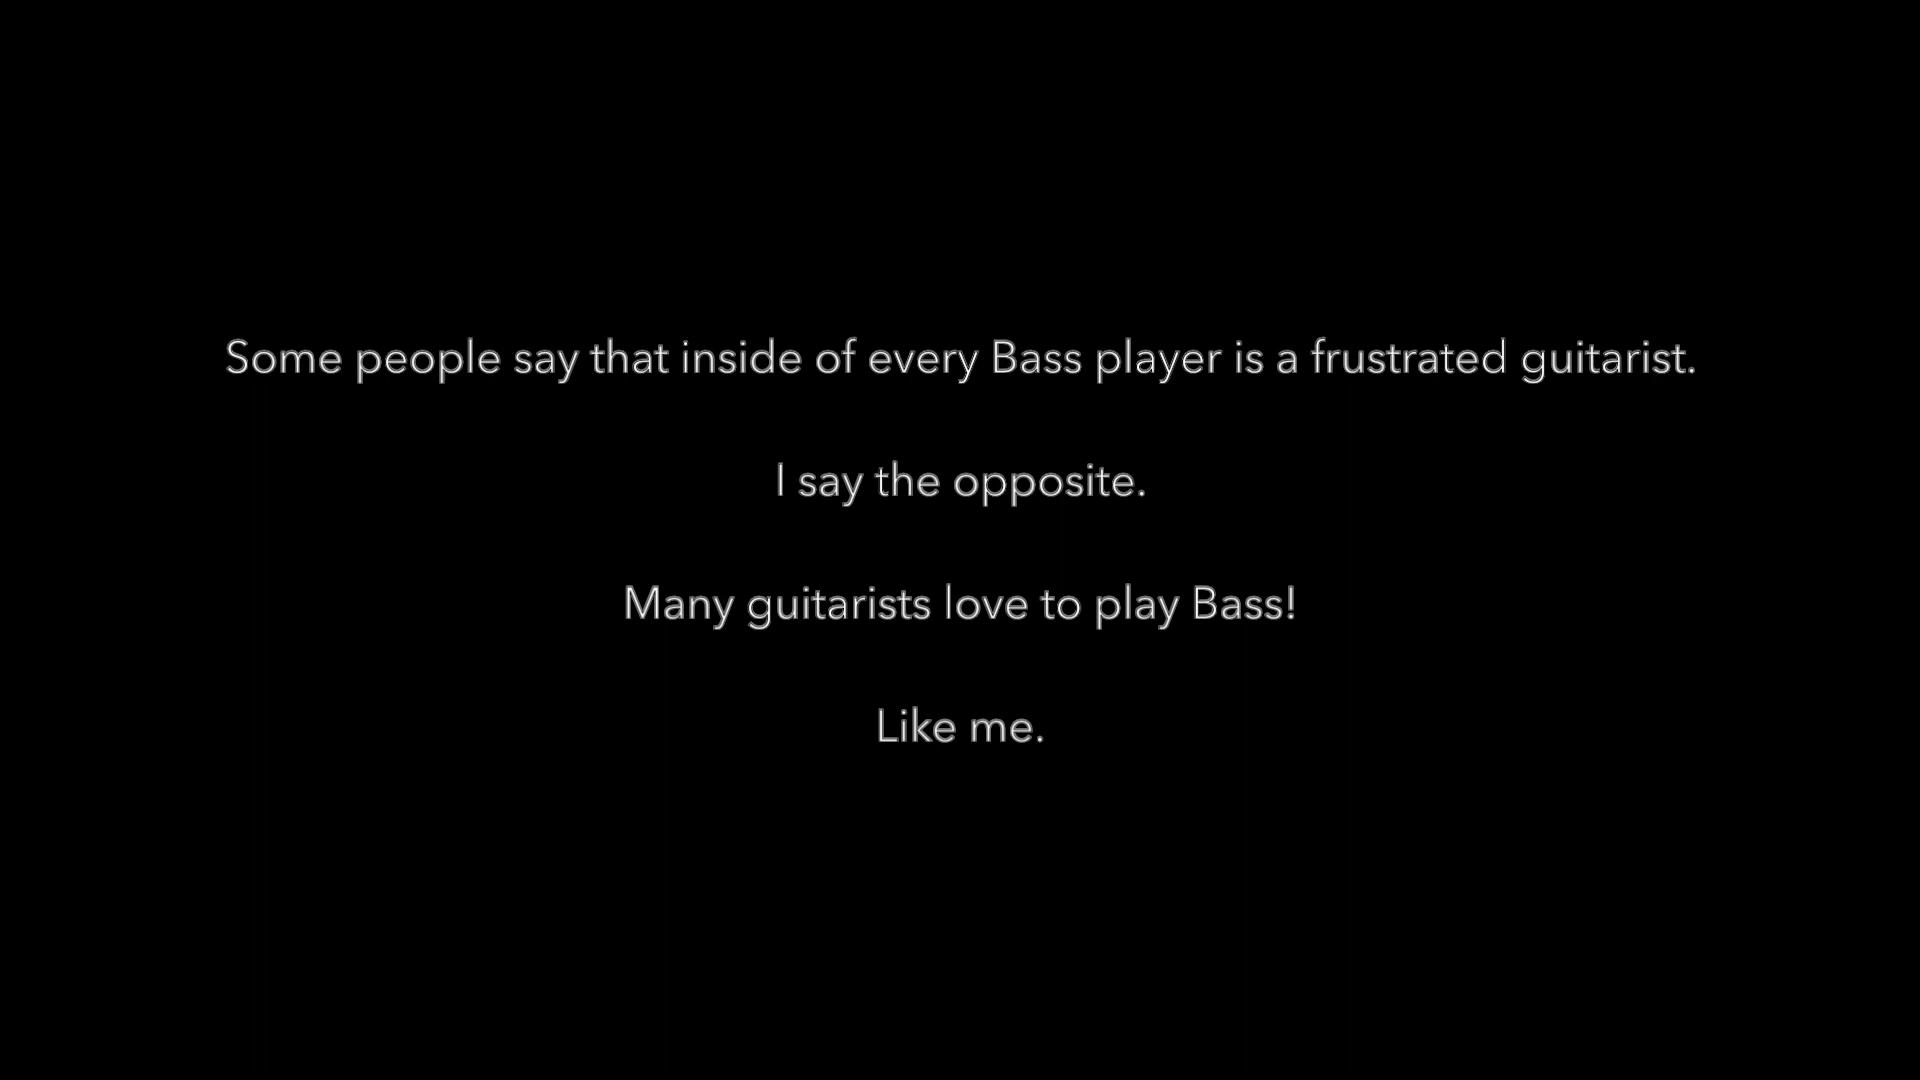 Some people say that inside of every Bass player is a frustrated guitarist.
I say the opposite.
Many guitarists love to play Bass!
Like me.